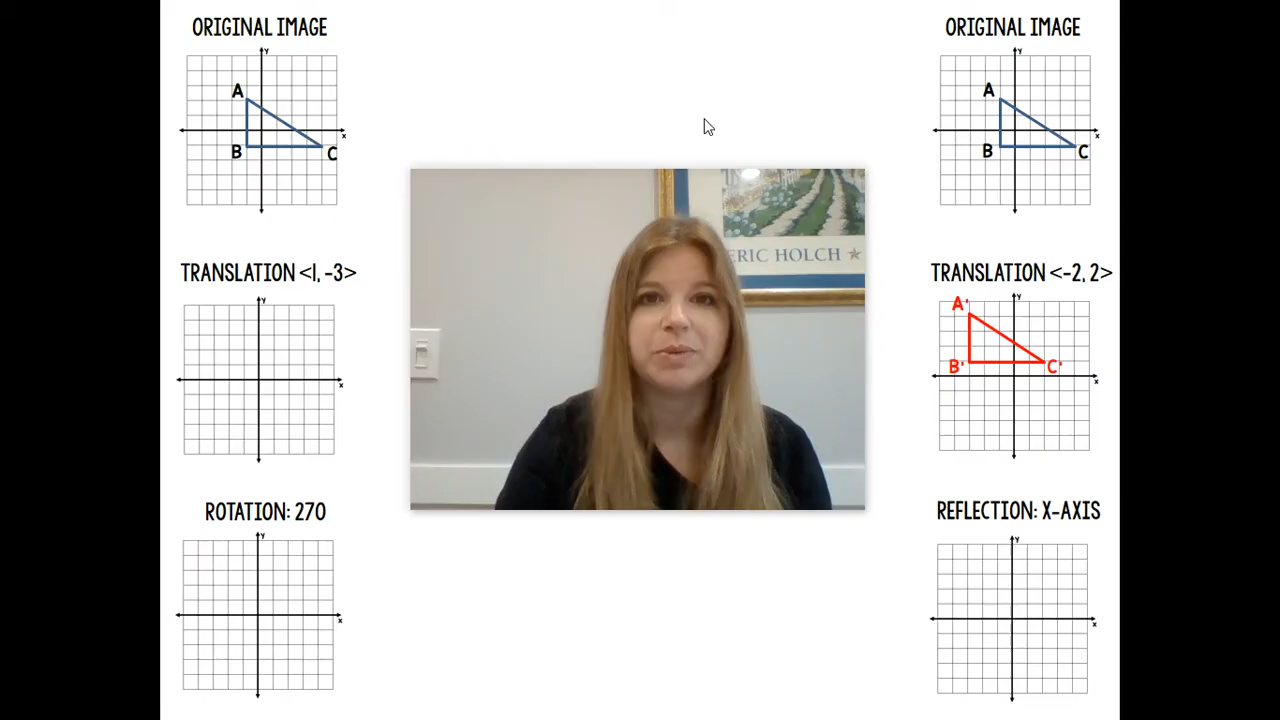 ORIGINAL IMAGE
y
A
x
B
C
TRANSLATION <1, -3>
y
x
ROTATION: 270
y
x
ERIC HOLCH
ORIGINAL IMAGE
y
A
x
B
C
TRANSLATION <-2, 2>
y
A'
B'
C'
x
REFLECTION: X-AXIS
y
x